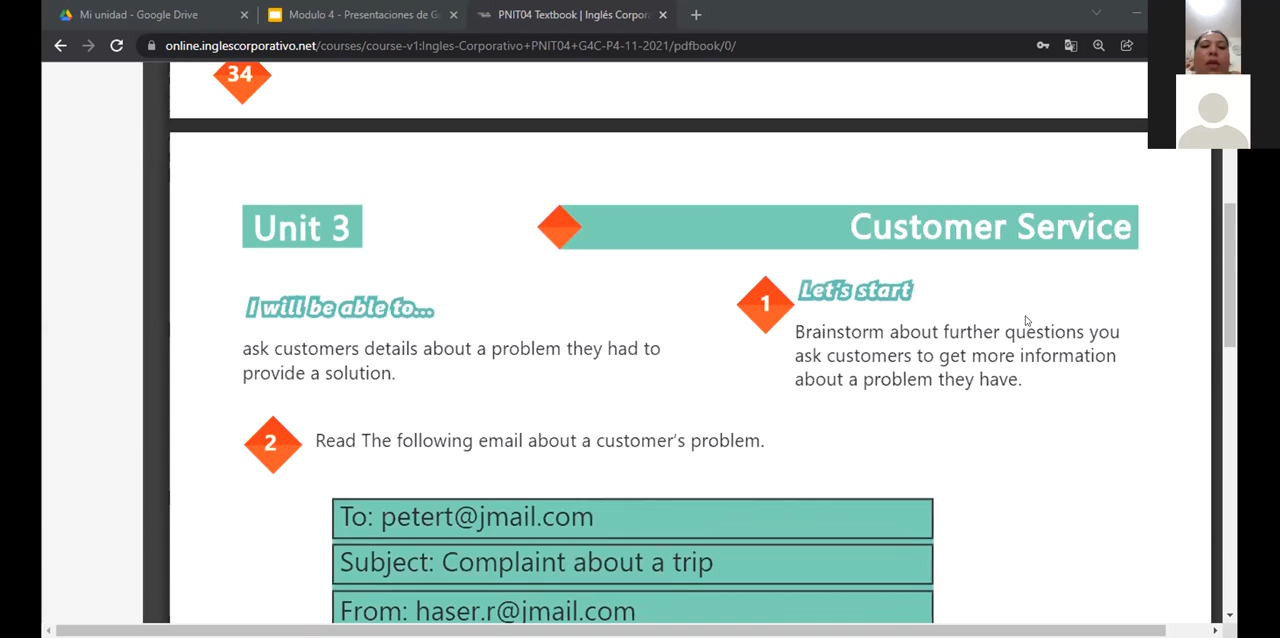 Mi unidad - Google Drive
Modulo 4 - Presentaciones de G
PNIT04 Textbook | Inglés Corpor
online.inglescorporativo.net/courses/course-v1:Ingles-Corporativo+PNIT04+G4C-P4-11-2021/pdfbook/0/
34
Unit 3
Customer Service
I will be able to...
ask customers details about a problem they had to
provide a solution.
1
Let's start
Brainstorm about further questions you
ask customers to get more information
about a problem they have.
2
Read The following email about a customer's problem.
To: petert@jmail.com
Subject: Complaint about a trip
From: haser.r@jmail.com